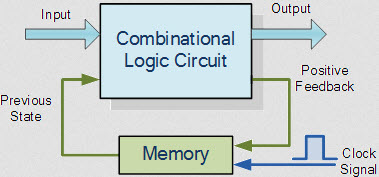 Input
Output
Combinational
Logic Circuit
Positive
Feedback
Previous
State
Memory
Clock
Signal